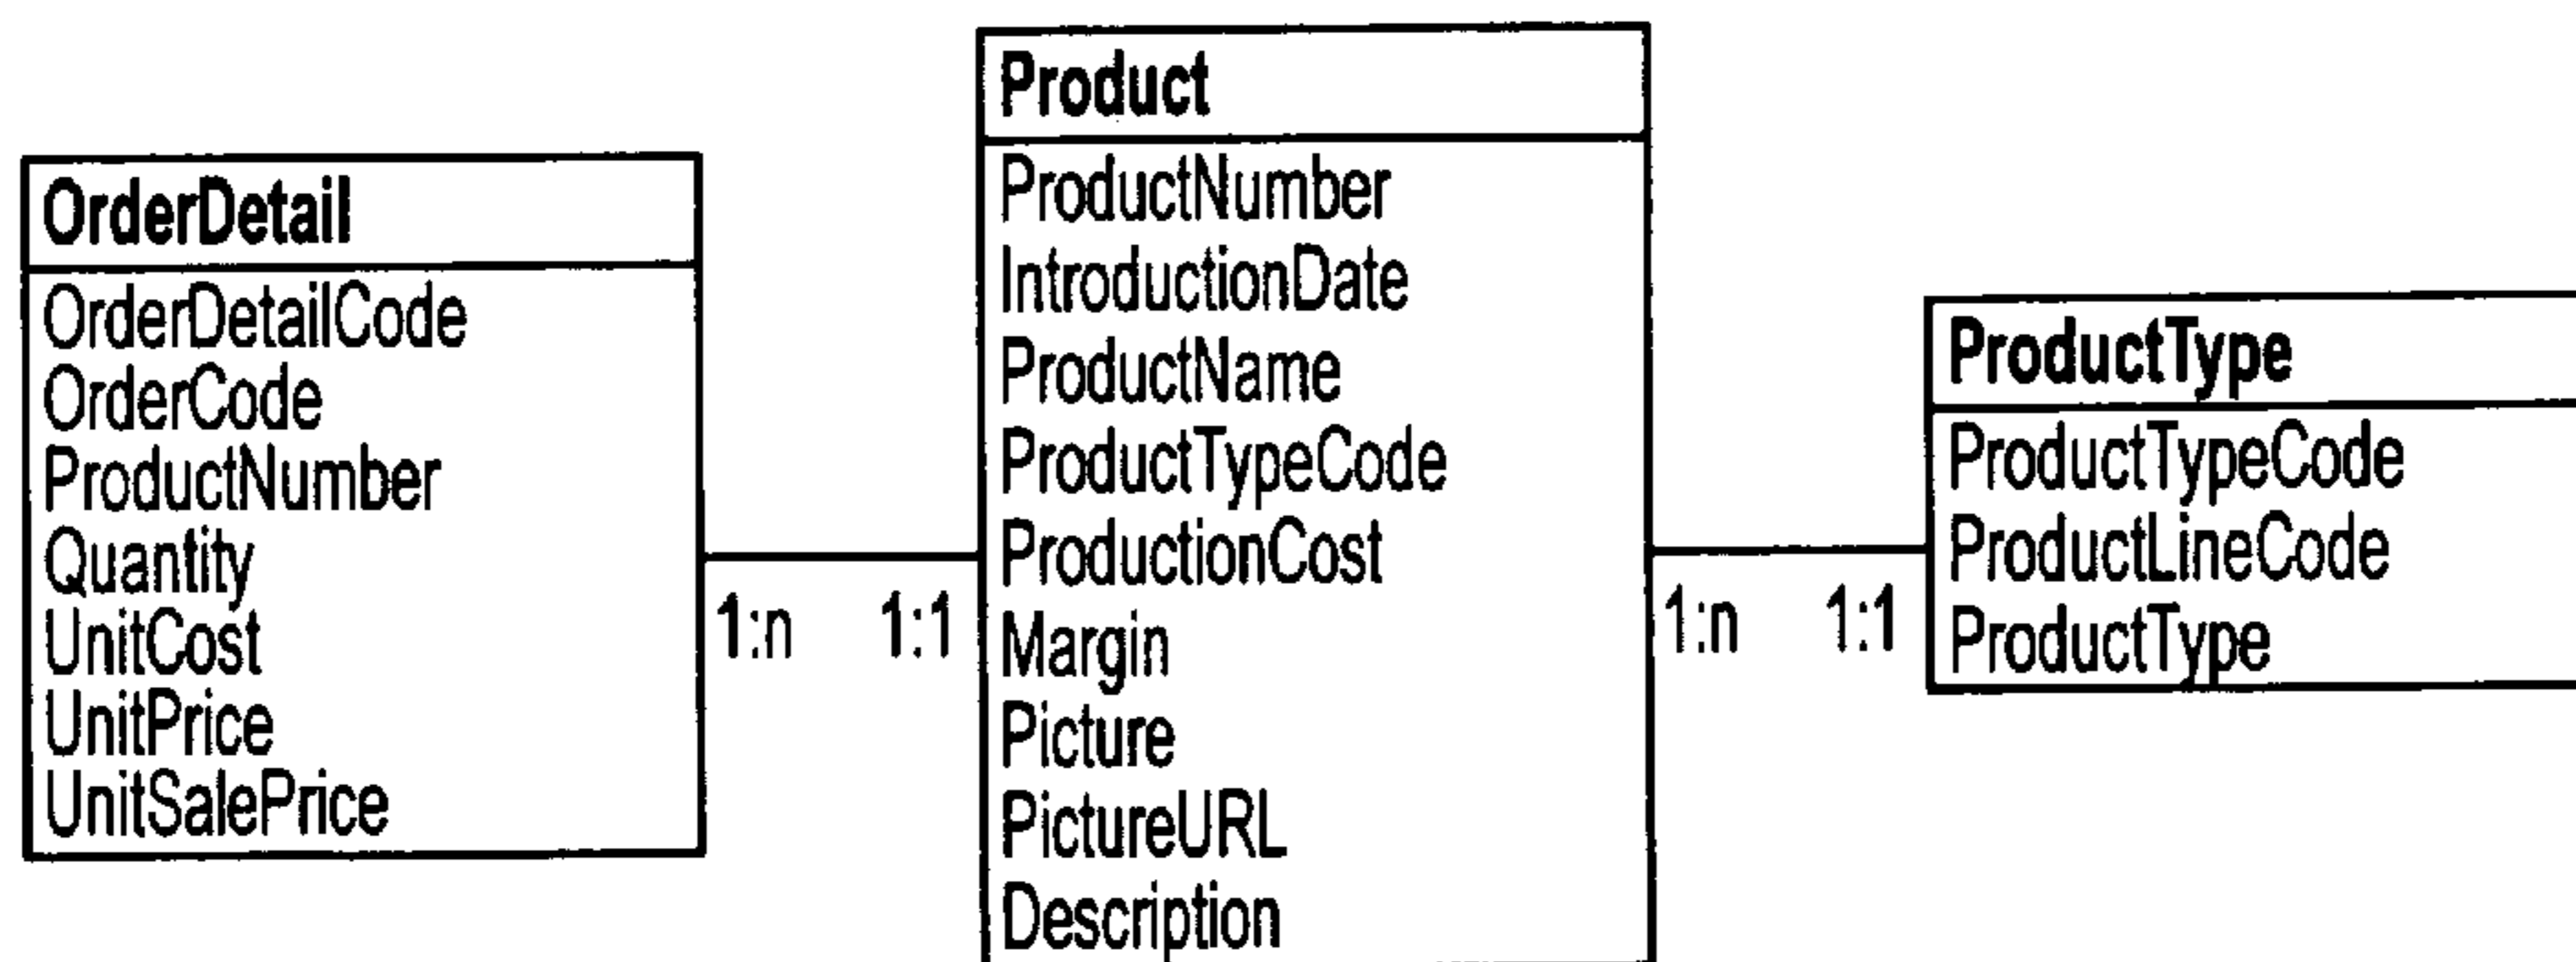 OrderDetail
OrderDetailCode
OrderCode
ProductNumber
Quantity
UnitCost
UnitPrice
UnitSalePrice
1:n 1:1
Product
ProductNumber
IntroductionDate
ProductName
ProductTypeCode
ProductionCost
Margin
Picture
PictureURL
Description
1:n 1:1
ProductType
ProductTypeCode
ProductLineCode
ProductType